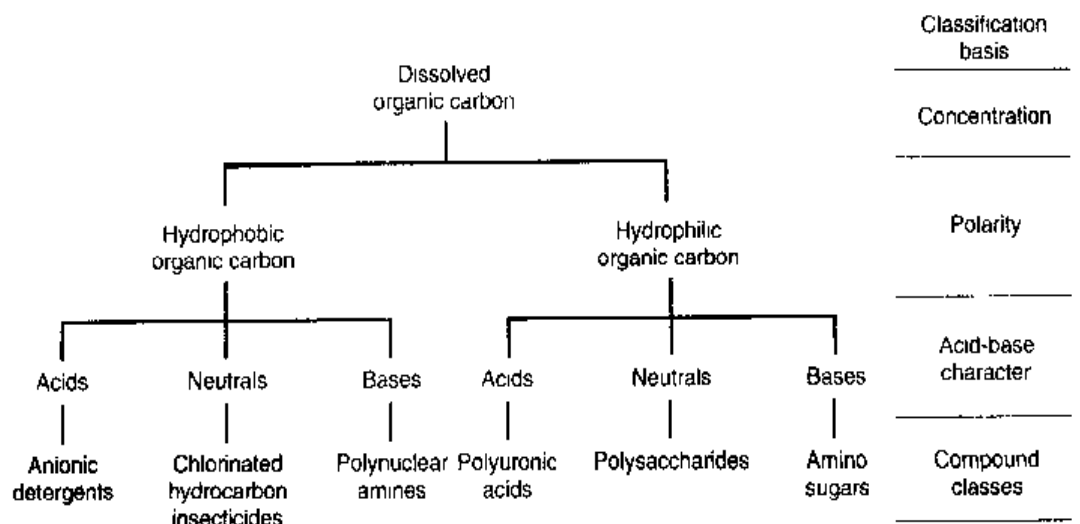 Classification
basis
Dissolved
organic carbon
Concentration
Hydrophobic
organic carbon
Hydrophilic
organic carbon
Polarity
Acids
Neutrals
Bases
Acids
Neutrals
Bases
Acid-base
character
Anionic
detergents
Chlorinated
hydrocarbon
insecticides
Polynuclear
amines
Polyuronic
acids
Polysaccharides
Amino
sugars
Compound
classes